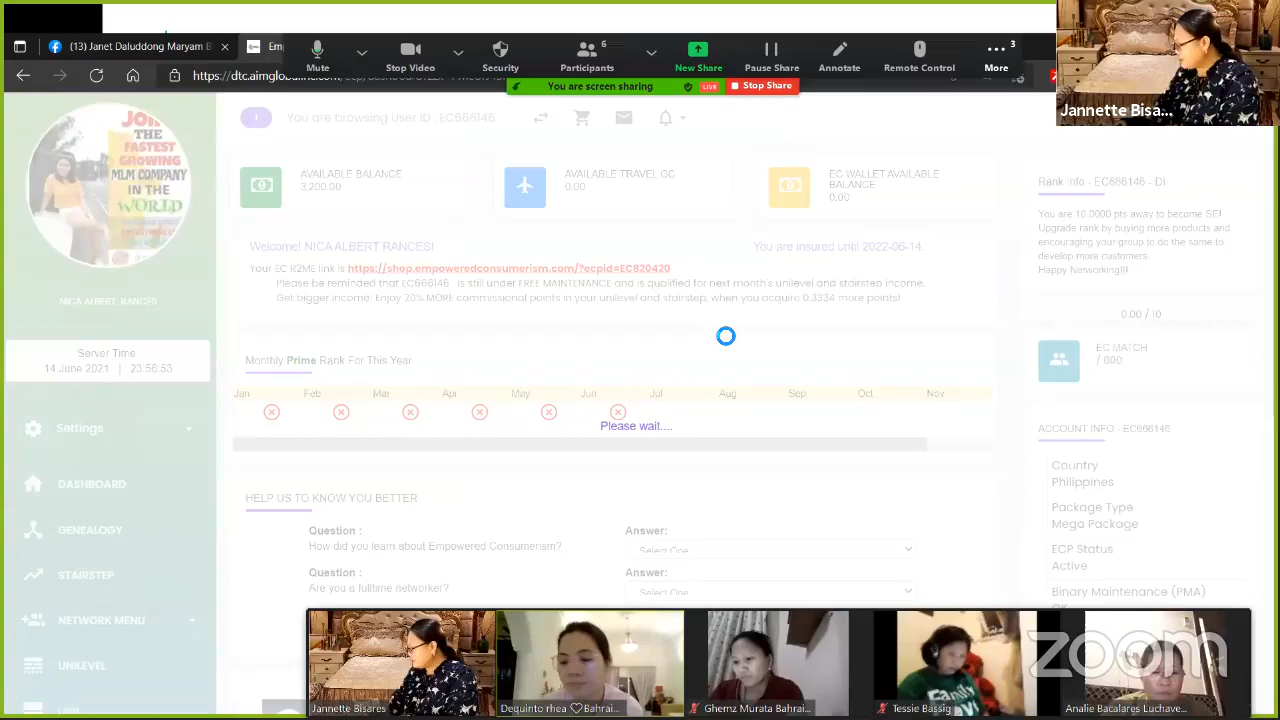 (13) Janet Daluddong Maryam B
Em
Mute
Stop Video
Security
Participants
6
New Share
Pause Share
Annotate
Remote Control
More
3
https://dtc.aimglobalinc.com/
You are screen sharing
LIVE
Stop Share
Jannette Bisa...
JOIN
THE
FASTEST
GROWING
MLM COMPANY
IN THE
WORLD
NICA ALBERT RANCES
Server Time:
14 June 2021 | 23:56:53
Settings
DASHBOARD
GENEALOGY
STAIRSTEP
NETWORK MENU
UNILEVEL
You are browsing User ID : EC666146
AVAILABLE BALANCE
3,200.00
AVAILABLE TRAVEL GC
0.00
EC WALLET AVAILABLE
BALANCE
0.00
Welcome! NICA ALBERT RANCESI
You are insured until 2022-06-14.
Your EC R2ME link is https://shop.empoweredconsumerism.com/?ecpid=EC820420
Please be reminded that EC666146 is still under FREE MAINTENANCE and is qualified for next month's unilevel and stairstep income.
Get bigger income! Enjoy 20% MORE commissional points in your unilevel and stairstep, when you acquire 0.3334 more points!
Monthly Prime Rank For This Year
Jan Feb Mar Apr May Jun Jul Aug Sep Oct Nov
Please wait....
HELP US TO KNOW YOU BETTER
Question :
Answer:
How did you learn about Empowered Consumerism?
Select One
Question :
Answer:
Are you a fulltime networker?
Select One
Rank Info - EC666146 - DI
You are 10.0000 pts away to become SE!
Upgrade rank by buying more products and
encouraging your group to do the same to
develop more customers.
Happy Networking!!!
0.00 / 10
EC MATCH
/ 600
ACCOUNT INFO - EC666146
Country
Philippines
Package Type
Mega Package
ECP Status
Active
Binary Maintenance (PMA)
OK
Jannette Bisares
Dequinto rhea Bahrai...
Ghemz Murata Bahrai...
Tessie Bassig
Analie Bacalares Luchave...
zoom